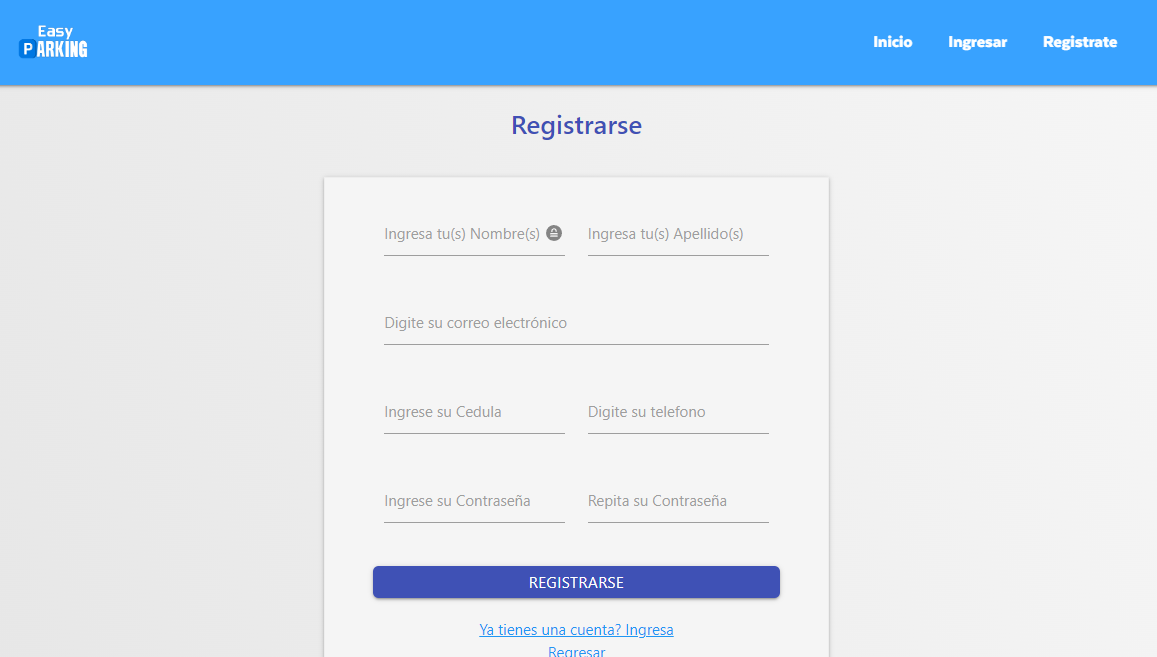 Easy
PARKING
Inicio Ingresar Registrate
Registrarse
Ingresa tu(s) Nombre(s) Ingresa tu(s) Apellido(s)
Digite su correo electrónico
Ingrese su Cedula Digite su telefono
Ingrese su Contraseña Repita su Contraseña
REGISTRARSE
Ya tienes una cuenta? Ingresa
Regresar